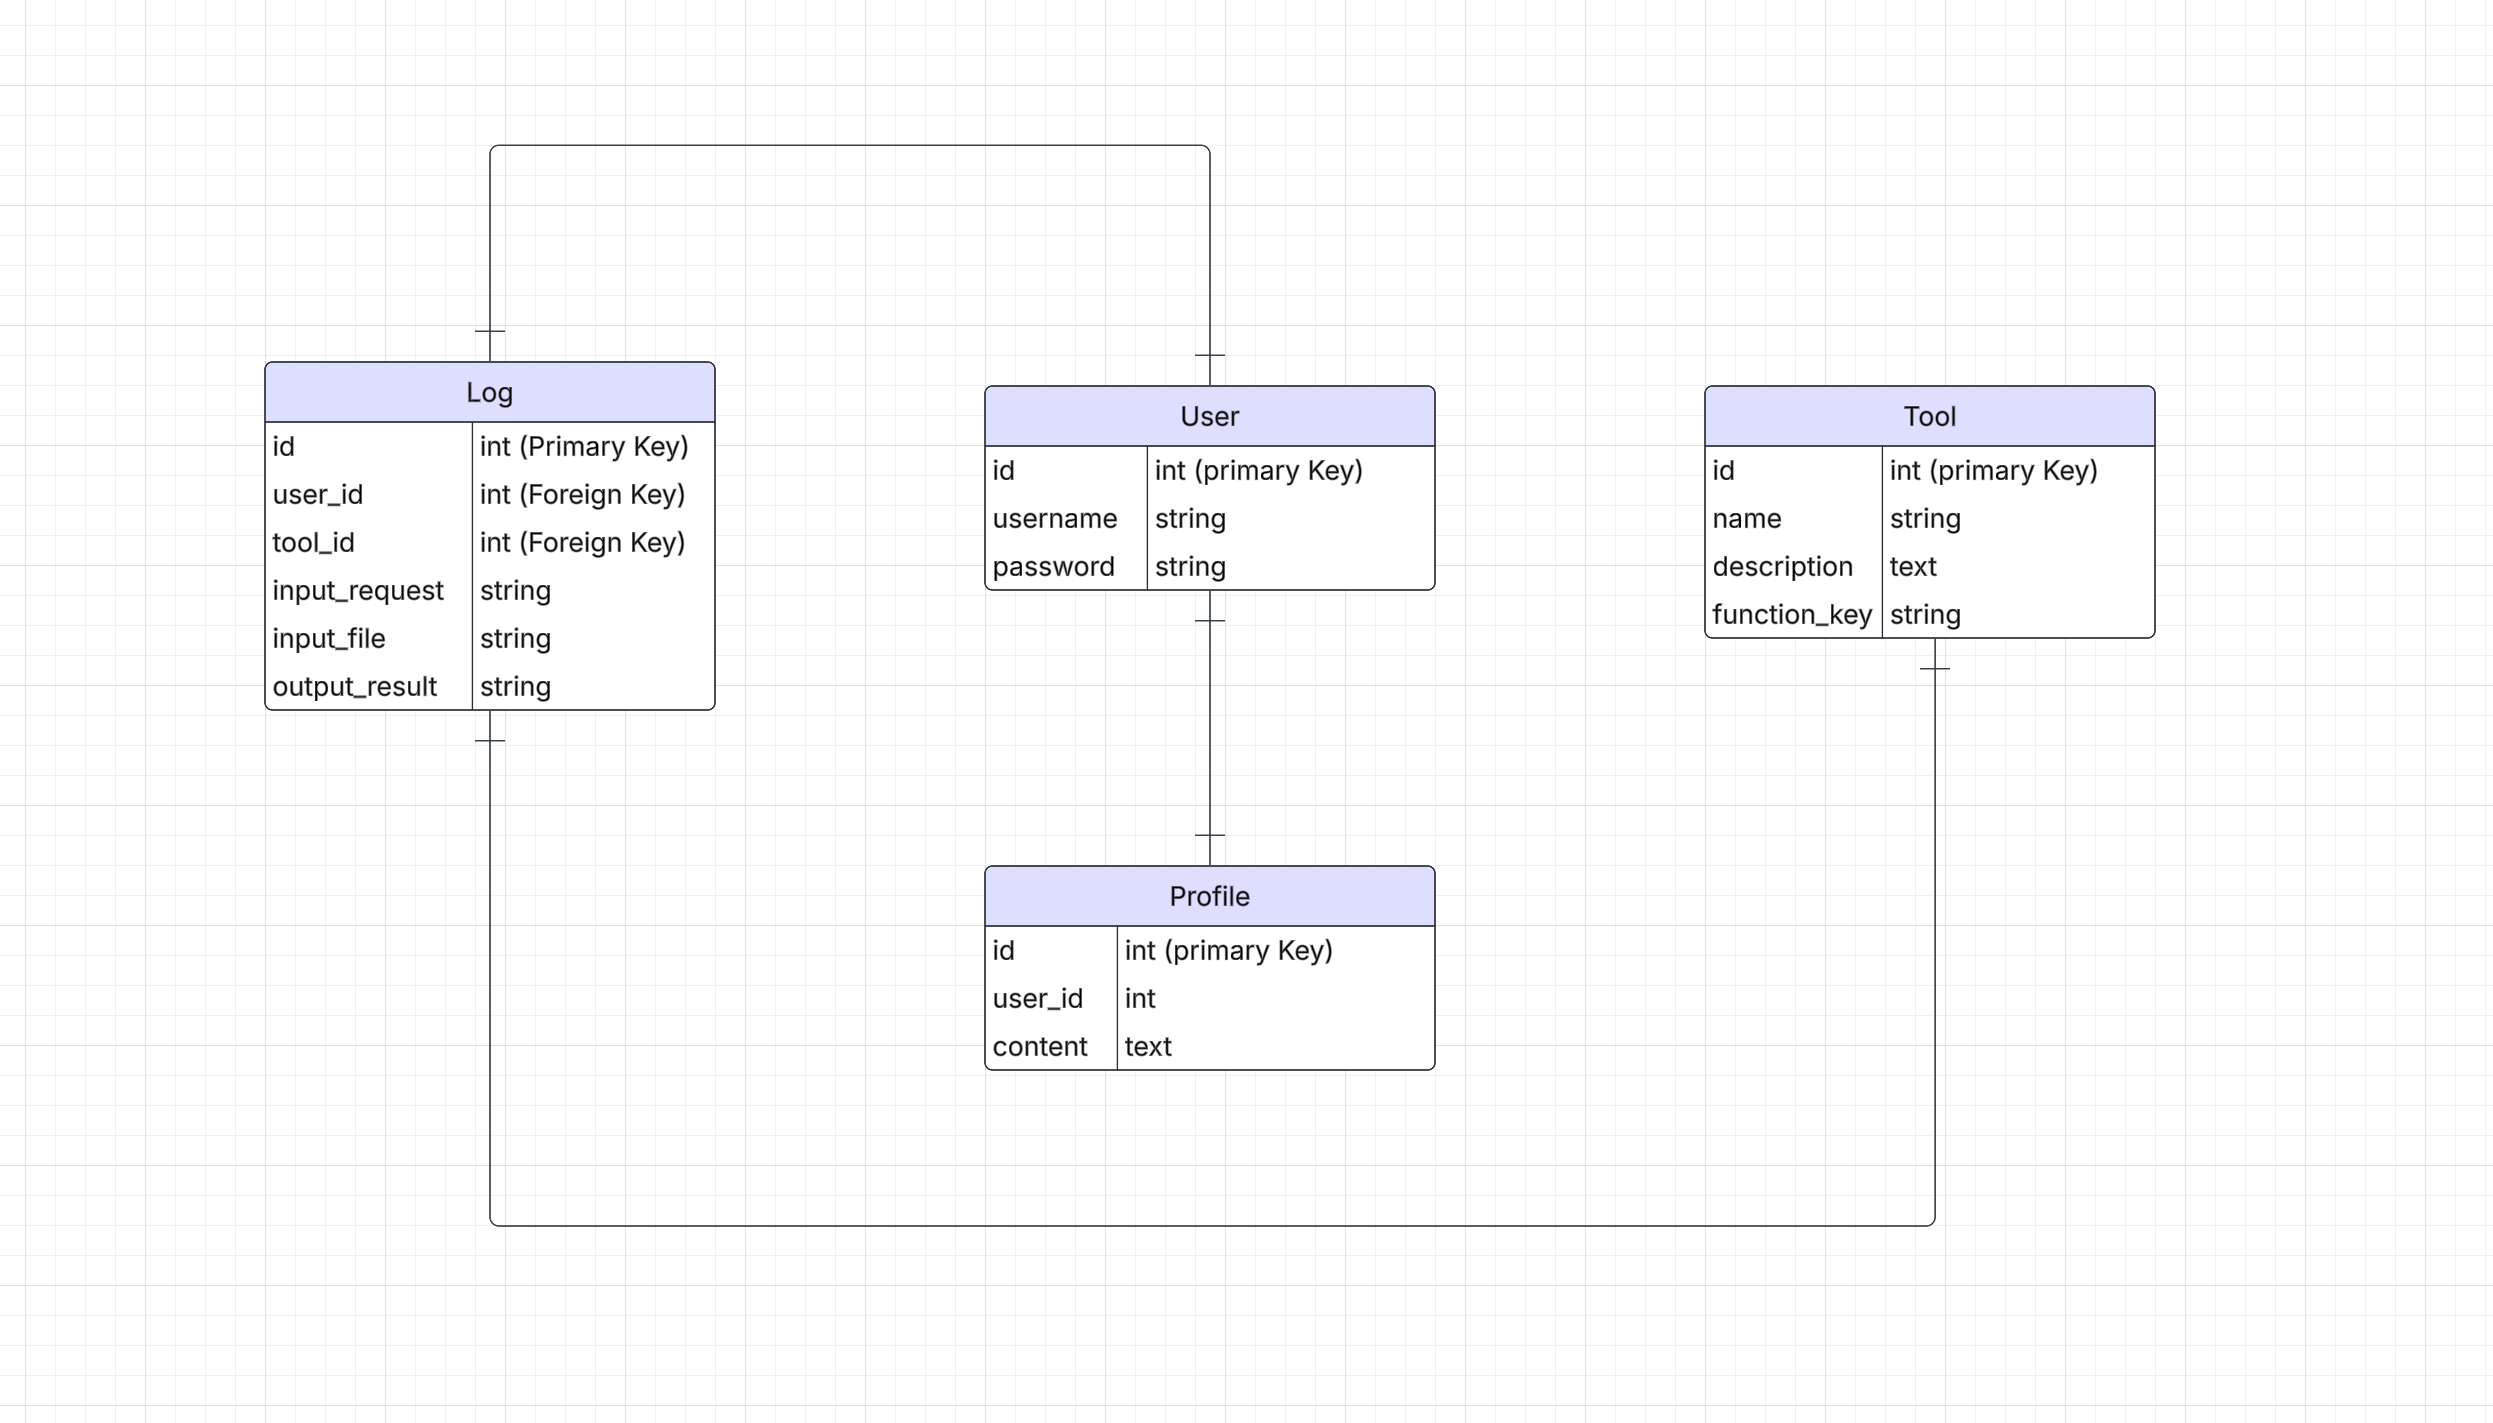 Log
id int (Primary Key)
user_id int (Foreign Key)
tool_id int (Foreign Key)
input_request string
input_file string
output_result string
User
id int (primary Key)
username string
password string
Tool
id int (primary Key)
name string
description text
function_key string
Profile
id int (primary Key)
user_id int
content text